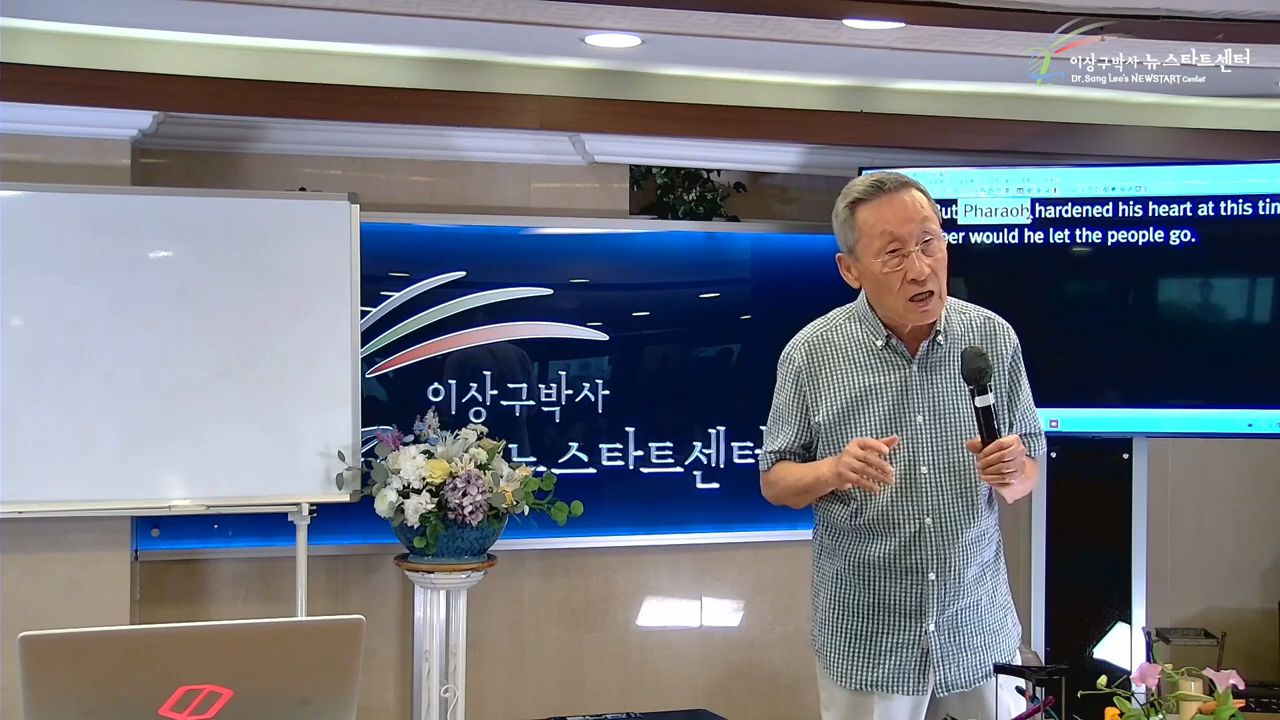 이상구박사 뉴스타트센터
Dr. Sang Lee's NEWSTART Center
Pharaoh hardened his heart at this
would he let the people go.
이상구박사
뉴스타트센터